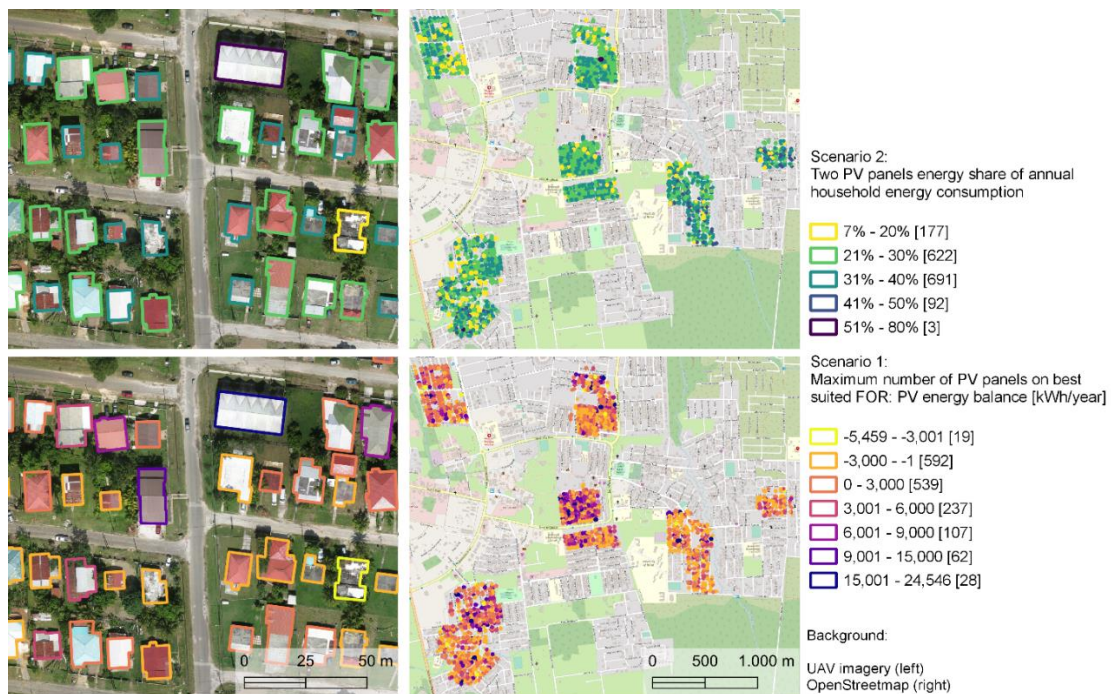 Scenario 2:
Two PV panels energy share of annual
household energy consumption
7% - 20% [177]
21% - 30% [622]
31% - 40% [691]
41% - 50% [92]
51% - 80% [3]
Scenario 1:
Maximum number of PV panels on best
suited FOR: PV energy balance [kWh/year]
-5,459 - -3,001 [19]
-3,000 - -1 [592]
0 - 3,000 [539]
3,001 - 6,000 [237]
6,001 - 9,000 [107]
9,001 - 15,000 [62]
15,001 - 24,546 [28]
Background:
UAV imagery (left)
OpenStreetmap (right)
0 25 50 m
0 500 1.000 m